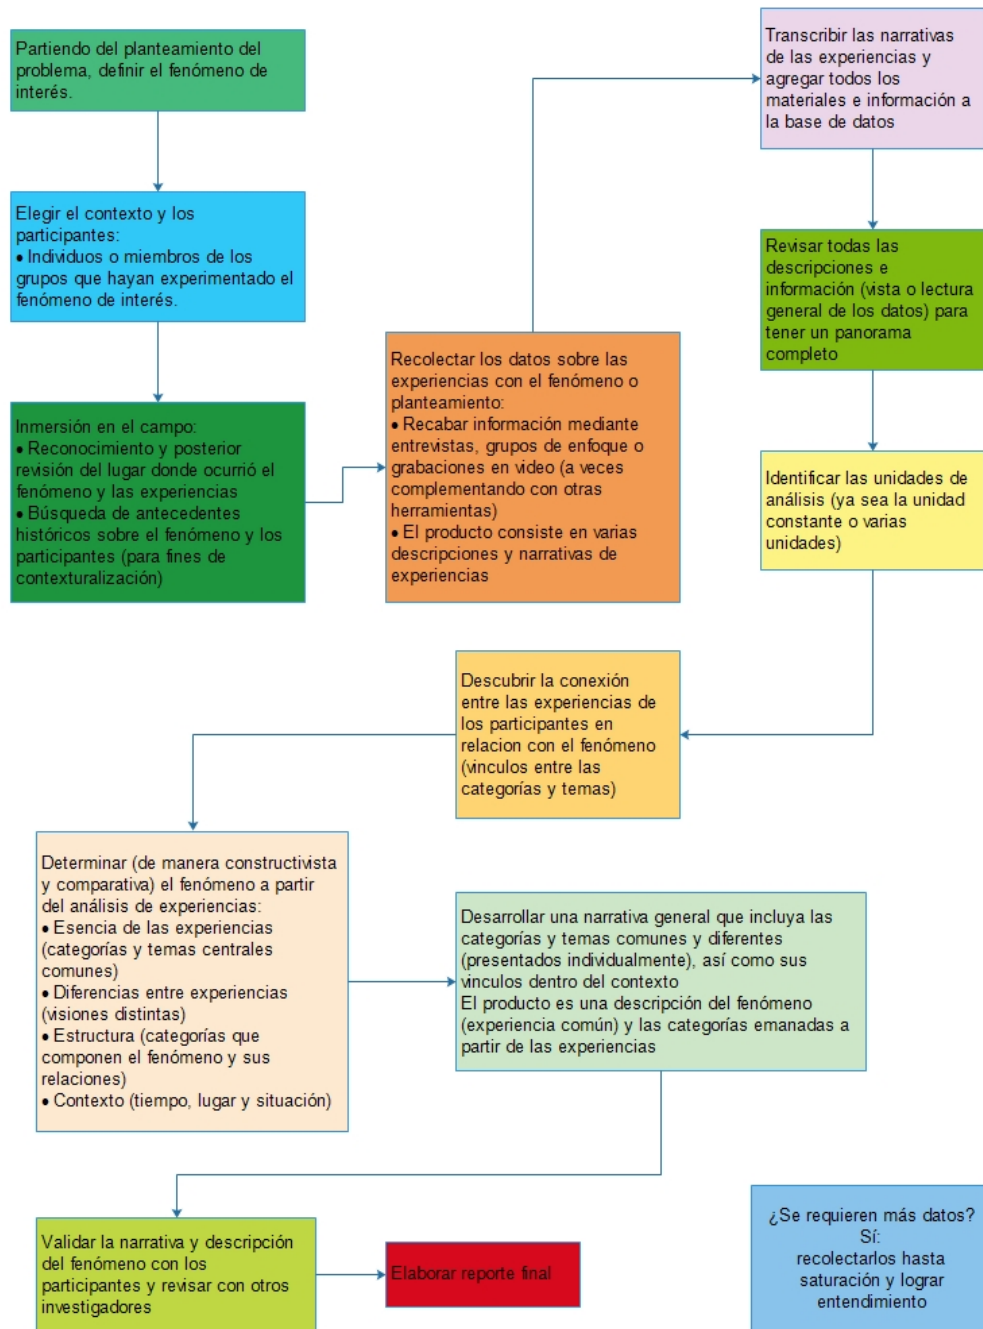 Partiendo del planteamiento del
problema, definir el fenómeno de
interés.
Elegir el contexto y los
participantes:
• Individuos o miembros de los
grupos que hayan experimentado el
fenómeno de interés.
Inmersión en el campo:
• Reconocimiento y posterior
revisión del lugar donde ocurrió el
fenómeno y las experiencias
• Búsqueda de antecedentes
históricos sobre el fenómeno y los
participantes (para fines de
contexturalización)
Recolectar los datos sobre las
experiencias con el fenómeno o
planteamiento:
• Recabar información mediante
entrevistas, grupos de enfoque o
grabaciones en video (a veces
complementando con otras
herramientas)
• El producto consiste en varias
descripciones y narrativas de
experiencias
Transcribir las narrativas
de las experiencias y
agregar todos los
materiales e información a
la base de datos
Revisar todas las
descripciones e
información (vista o lectura
general de los datos) para
tener un panorama
completo
Identificar las unidades de
análisis (ya sea la unidad
constante o varias
unidades)
Descubrir la conexión
entre las experiencias de
los participantes en
relacion con el fenómeno
(vinculos entre las
categorías y temas)
Determinar (de manera constructivista
y comparativa) el fenómeno a partir
del análisis de experiencias:
• Esencia de las experiencias
(categorías y temas centrales
comunes)
• Diferencias entre experiencias
(visiones distintas)
• Estructura (categorías que
componen el fenómeno y sus
relaciones)
• Contexto (tiempo, lugar y situación)
Desarrollar una narrativa general que incluya las
categorías y temas comunes y diferentes
(presentados individualmente), así como sus
vinculos dentro del contexto
El producto es una descripción del fenómeno
(experiencia común) y las categorías emanadas a
partir de las experiencias
Validar la narrativa y descripción
del fenómeno con los
participantes y revisar con otros
investigadores
Elaborar reporte final
¿Se requieren más datos?
Sí:
recolectarlos hasta
saturación y lograr
entendimiento